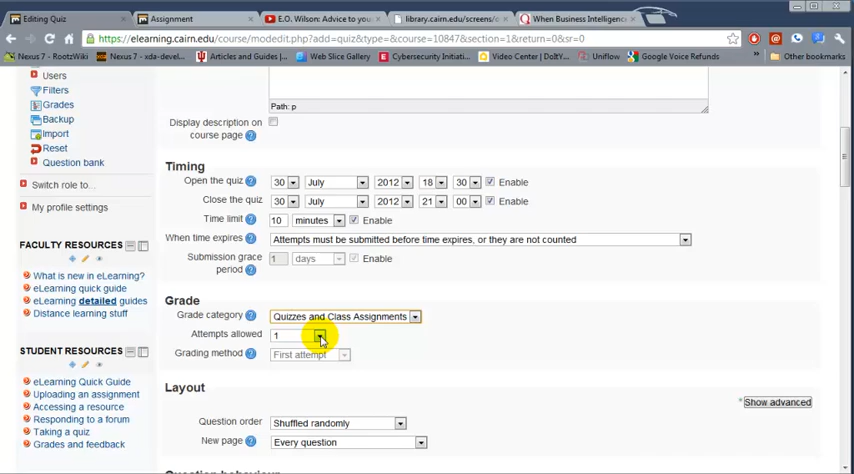 Editing Quiz
Assignment
E.O. Wilson: Advice to you
library.cairn.edu/screens/
When Business Intelligence
https://elearning.cairn.edu/course/modedit.php?add=quiz&type=&course=10847&section=1&return=0&sr=0
Nexus 7 - RootzWiki
Nexus 7 - xda-devel...
Articles and Guides |...
Web Slice Gallery
Cybersecurity Initiati...
Video Center | DoItY...
Uniflow
Google Voice Refunds
Other bookmarks
Users
Filters
Grades
Backup
Import
Reset
Question bank
Switch role to...
My profile settings
FACULTY RESOURCES
What is new in eLearning?
eLearning quick guide
eLearning detailed guides
Distance learning stuff
STUDENT RESOURCES
eLearning Quick Guide
Uploading an assignment
Accessing a resource
Responding to a forum
Taking a quiz
Grades and feedback
Path: p
Display description on
course page
Timing
Open the quiz 30 July 2012 18 30 Enable
Close the quiz 30 July 2012 21 00 Enable
Time limit 10 minutes Enable
When time expires Attempts must be submitted before time expires, or they are not counted
Submission grace
period 1 days Enable
Grade
Grade category Quizzes and Class Assignments
Attempts allowed 1
Grading method First attempt
Layout
* Show advanced
Question order Shuffled randomly
New page Every question